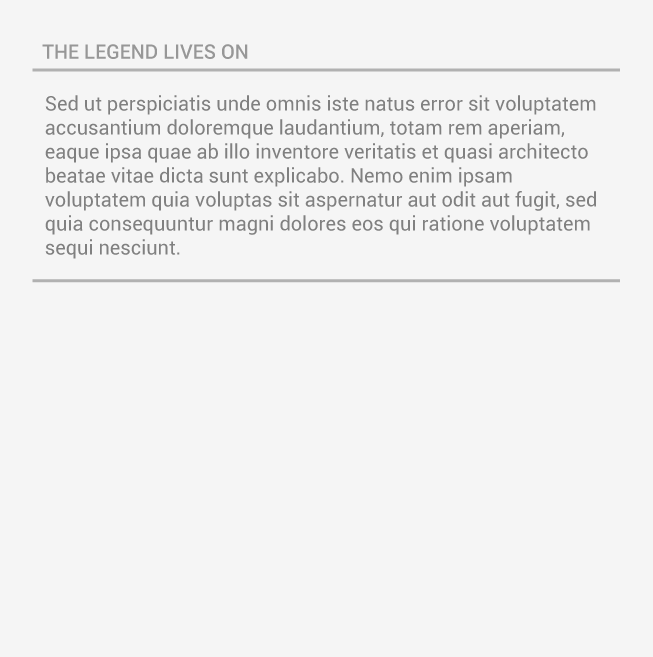 THE LEGEND LIVES ON
Sed ut perspiciatis unde omnis iste natus error sit voluptatem
accusantium doloremque laudantium, totam rem aperiam,
eaque ipsa quae ab illo inventore veritatis et quasi architecto
beatae vitae dicta sunt explicabo. Nemo enim ipsam
voluptatem quia voluptas sit aspernatur aut odit aut fugit, sed
quia consequuntur magni dolores eos qui ratione voluptatem
sequi nesciunt.